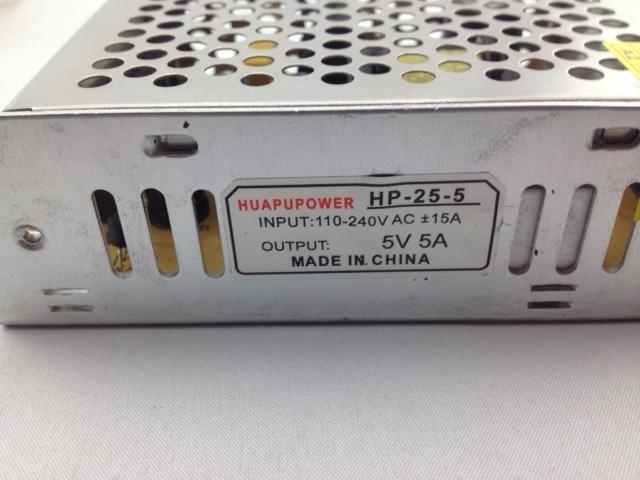 HUAPUPOWER HP-25-5
INPUT:110-240V AC ±15A
OUTPUT: 5V 5A
MADE IN. CHINA